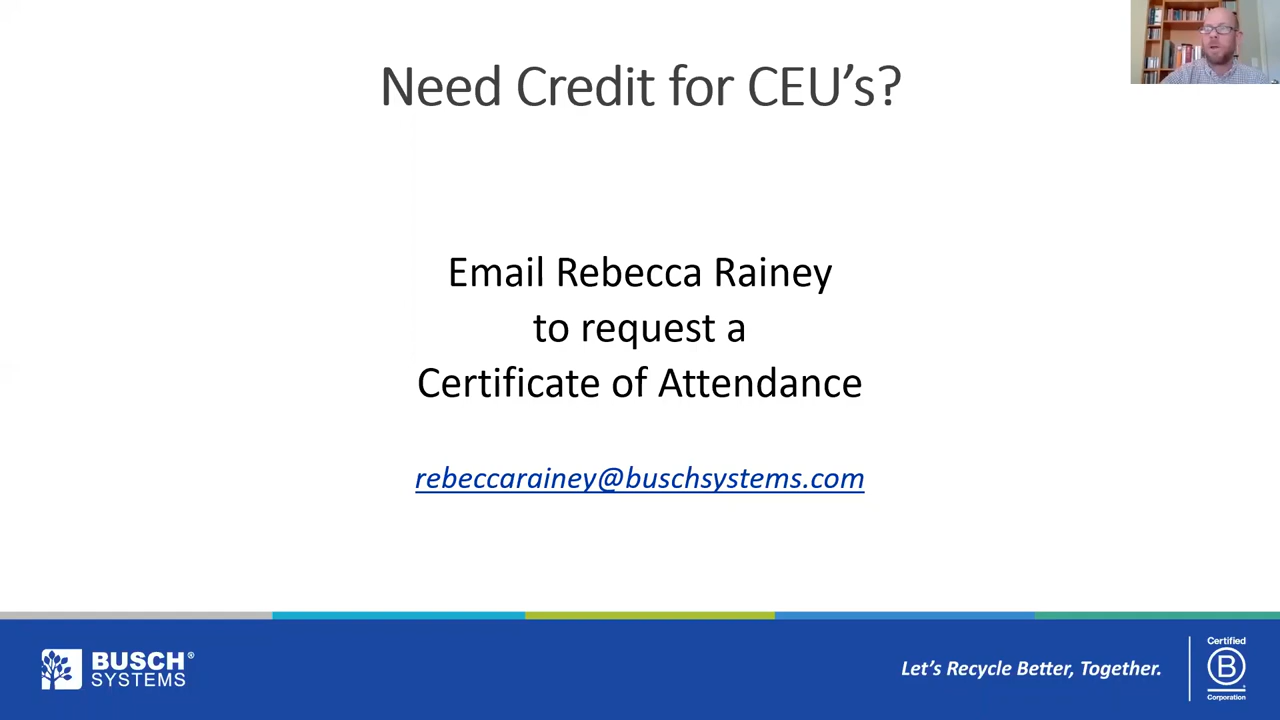 Need Credit for CEU’s?
Email Rebecca Rainey
to request a
Certificate of Attendance
rebeccarainey@buschsystems.com
BUSCH®
SYSTEMS
Let’s Recycle Better, Together.
Certified
B
Corporation